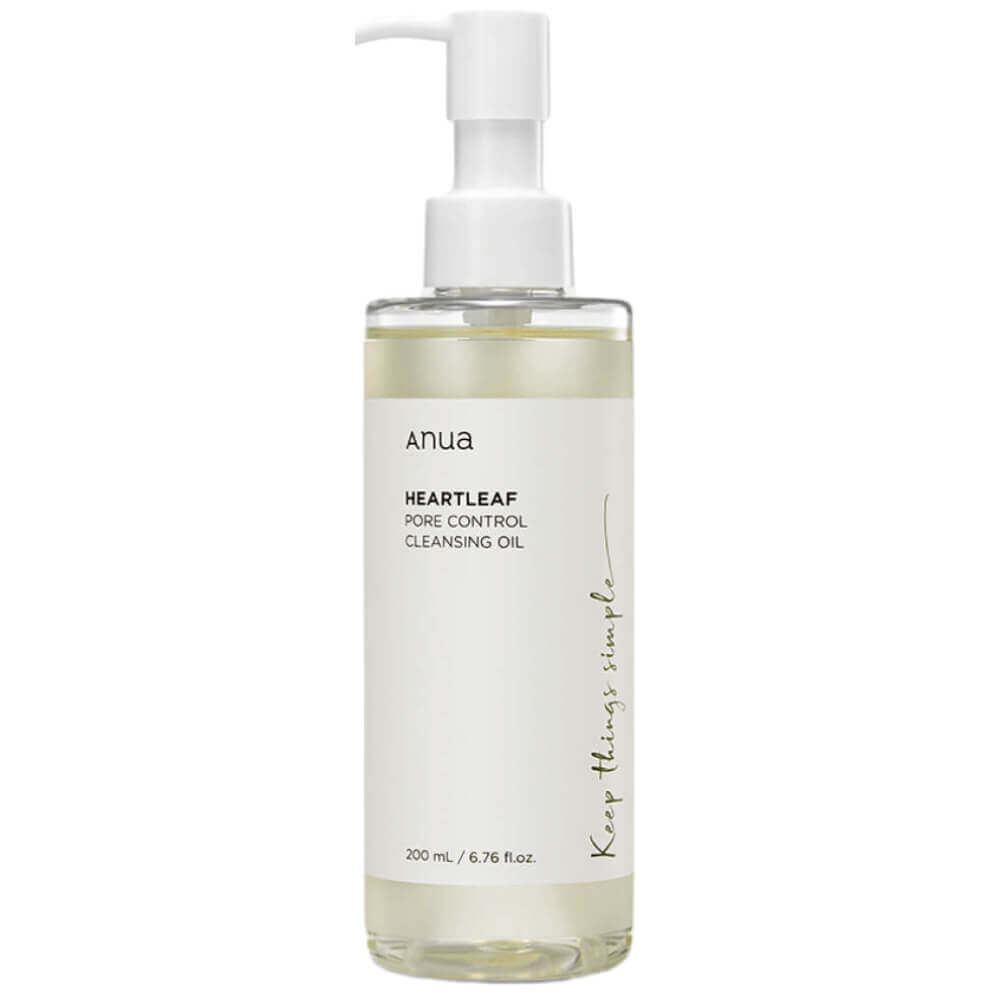 Anua
HEARTLEAF
PORE CONTROL
CLEANSING OIL
Keep things simple
200 mL / 6.76 fl.oz.